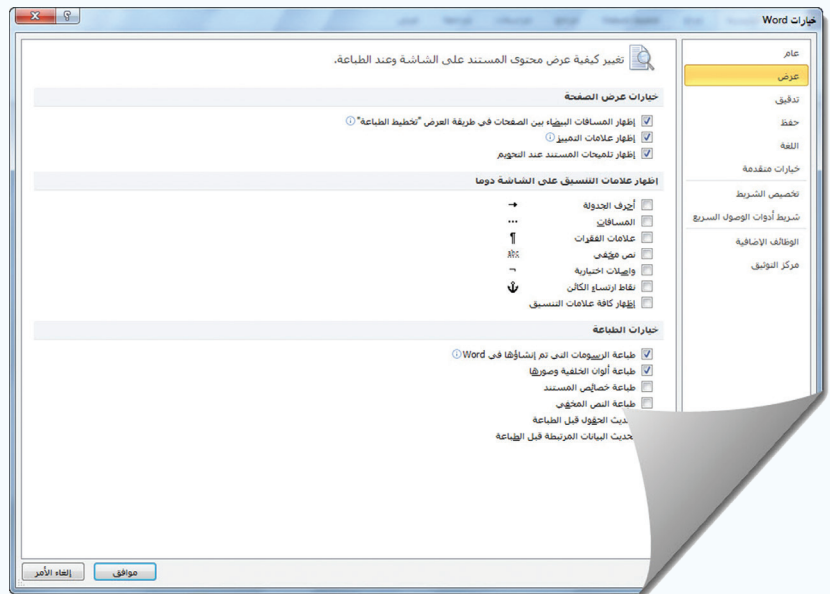 خيارات Word
عام
عرض
تدقيق
حفظ
اللغة
خيارات متقدمة
تخصيص الشريط
شريط أدوات الوصول السريع
الوظائف الإضافية
مركز التوثيق
تغيير كيفية عرض محتوى المستند على الشاشة وعند الطباعة.
خيارات عرض الصفحة
إظهار المسافات البيضاء بين الصفحات في طريقة العرض "تخطيط الطباعة"
إظهار علامات التمييز
إظهار تلميحات المستند عند التحويم
إظهار علامات التنسيق على الشاشة دوما
أحرف الجدولة →
المسافات ...
علامات الفقرات ¶
نص مخفي abc
واصلات اختيارية ¬
نقاط ارتساء الكائن
إظهار كافة علامات التنسيق
خيارات الطباعة
طباعة الرسومات التي تم إنشاؤها في Word
طباعة ألوان الخلفية وصورها
طباعة خصائص المستند
طباعة النص المخفي
ديث الحقول قبل الطباعة
حديث البيانات المرتبطة قبل الطباعة
موافق
إلغاء الأمر